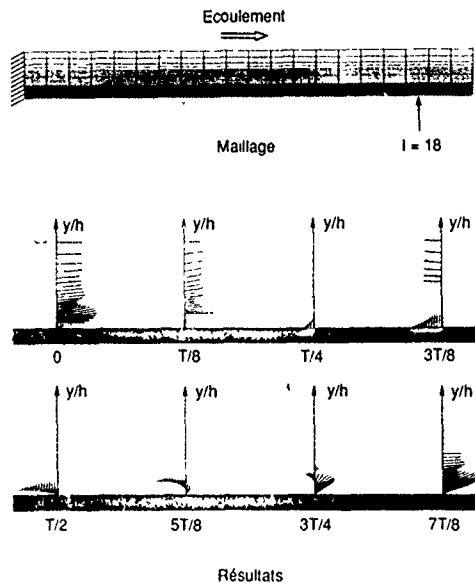 Ecoulement
Maillage
I = 18
y/h y/h y/h y/h
0 T/8 T/4 3T/8
y/h y/h y/h y/h
T/2 5T/8 3T/4 7T/8
Résultats